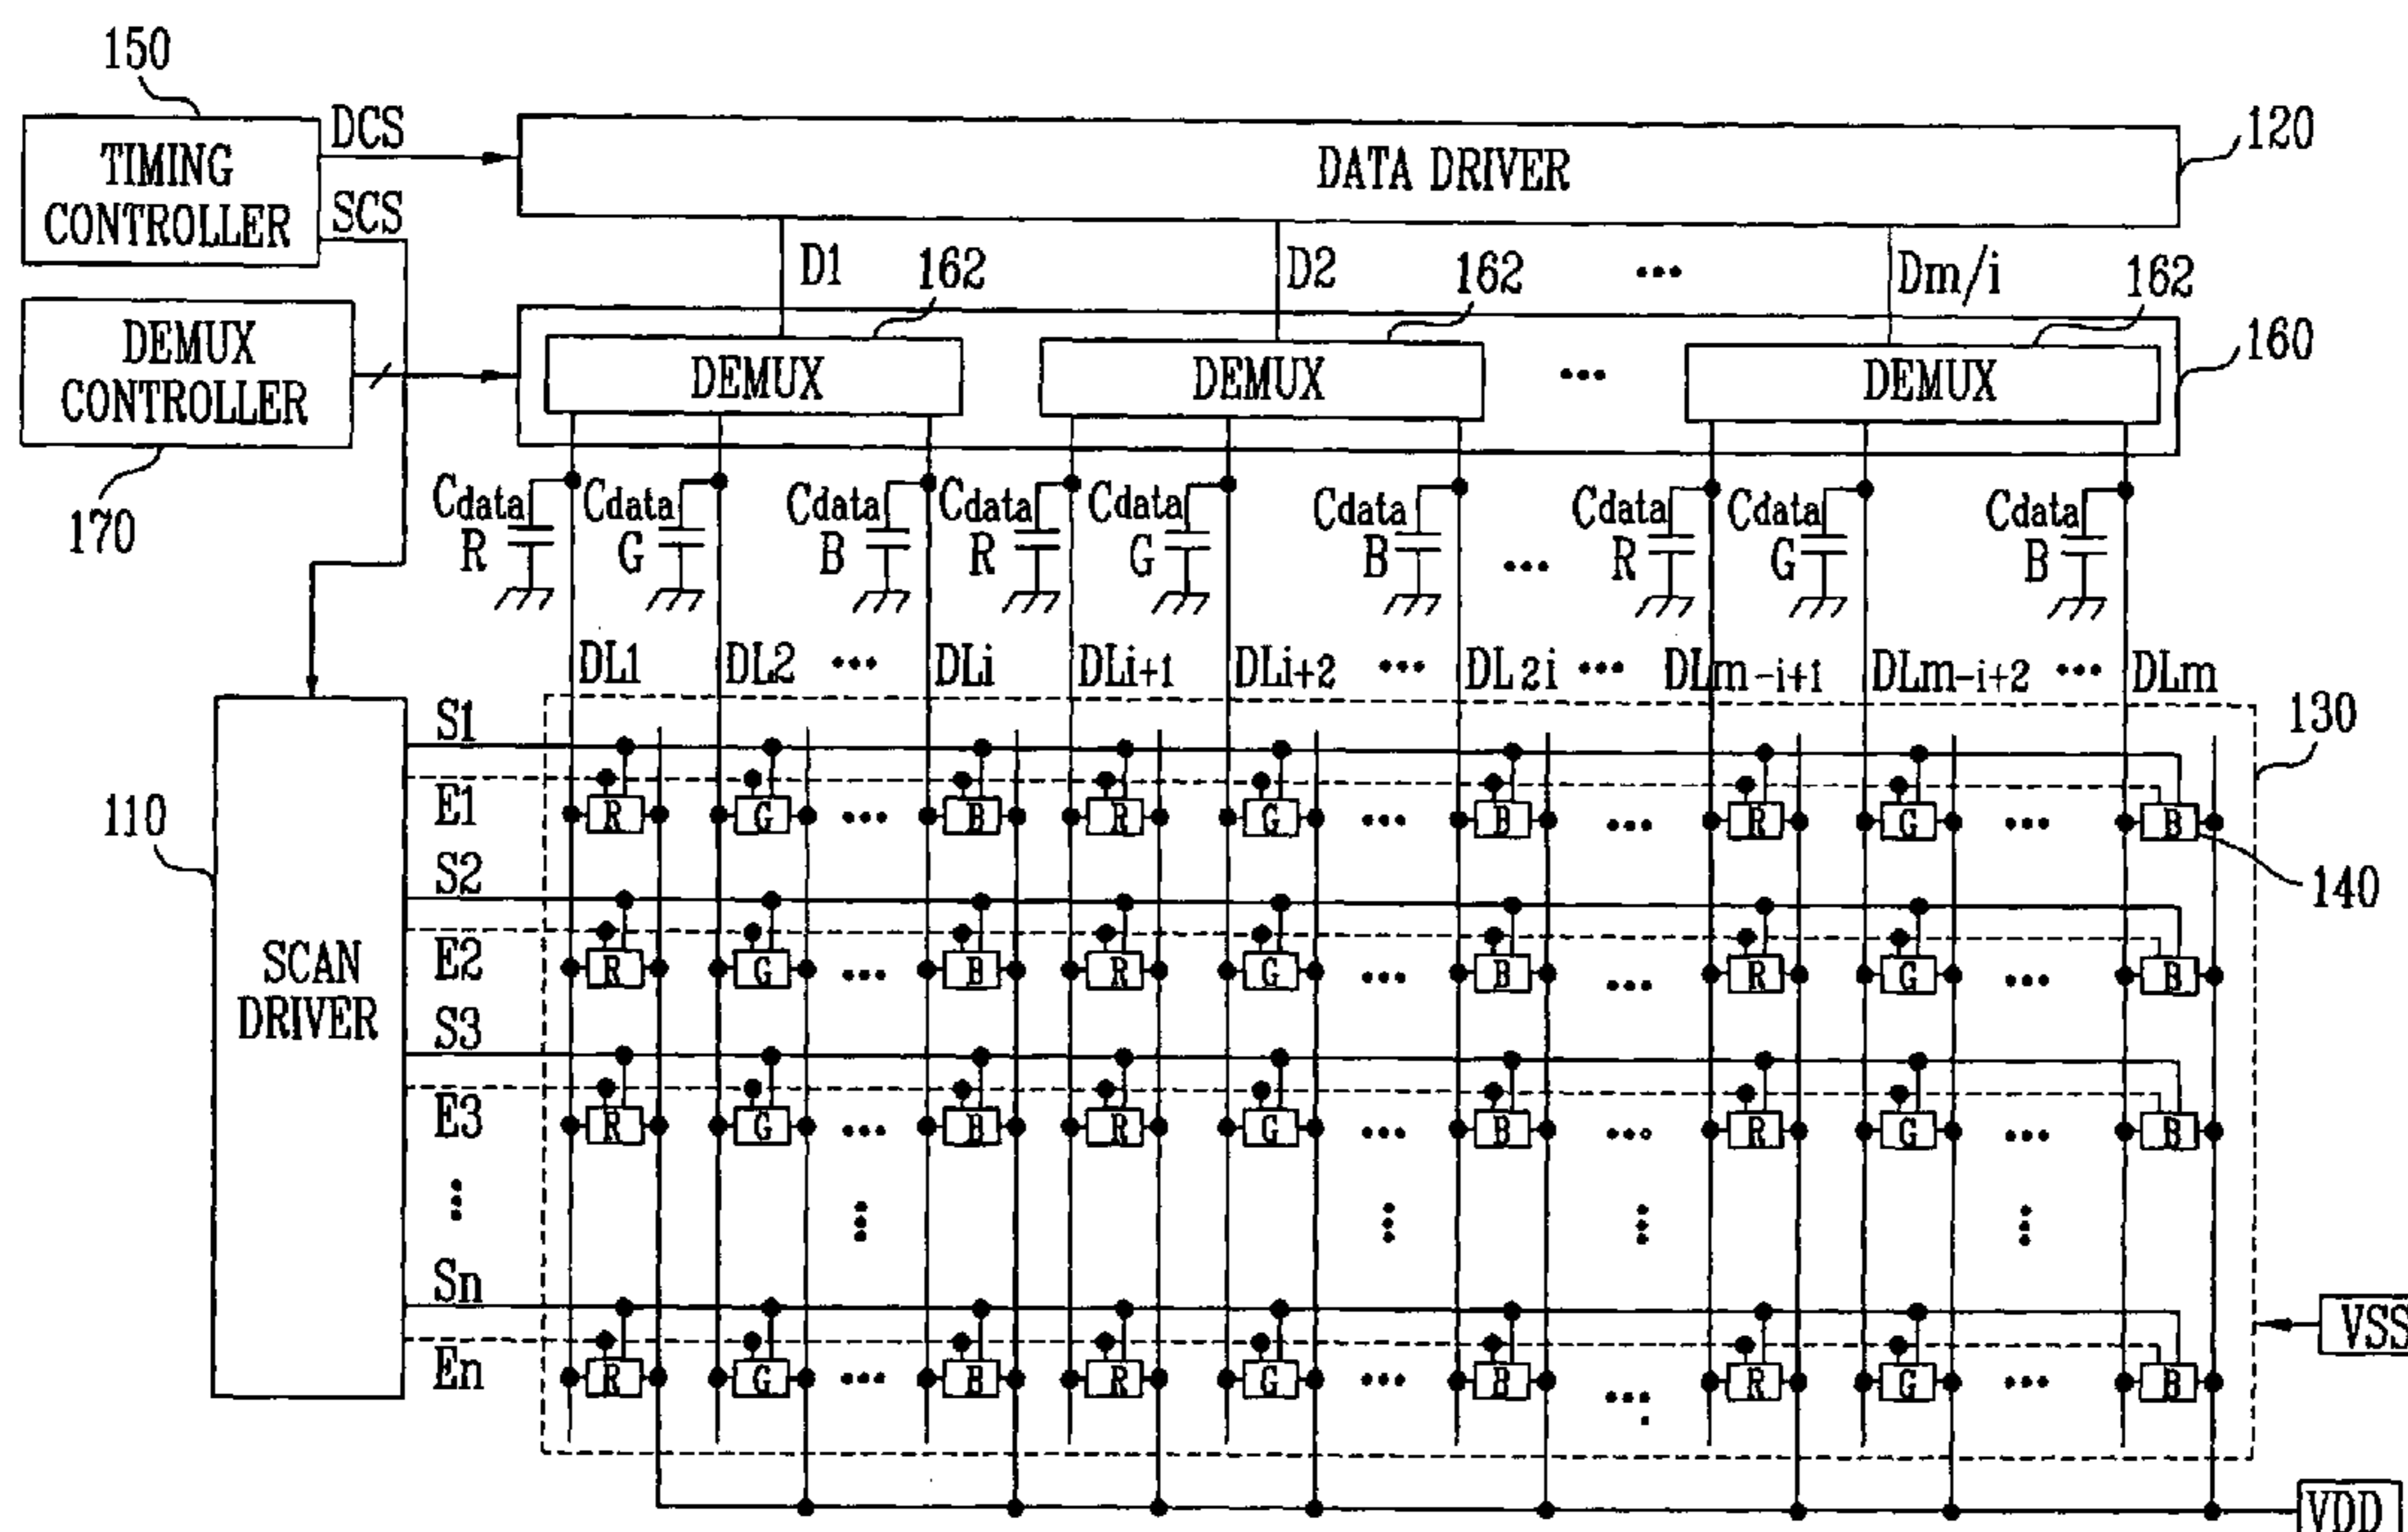 150
DCS
TIMING
CONTROLLER
SCS
DATA DRIVER
120
D1
162
D2
162
...
Dm/i
162
DEMUX
CONTROLLER
170
DEMUX
DEMUX
...
DEMUX
160
Cdata
R
Cdata
G
Cdata
B
Cdata
R
Cdata
G
Cdata
B
...
Cdata
R
Cdata
G
Cdata
B
DL1 DL2 ... DLi DLi+1 DLi+2 ... DL2i ... DLm-i+1 DLm-i+2 ... DLm
130
110
SCAN
DRIVER
S1
E1
R G ... B R G ... B ... R G ... B
140
S2
E2
R G ... B R G ... B ... R G ... B
S3
E3
R G ... B R G ... B ... R G ... B
Sn
En
R G ... B R G ... B ... R G ... B
VSS
VDD